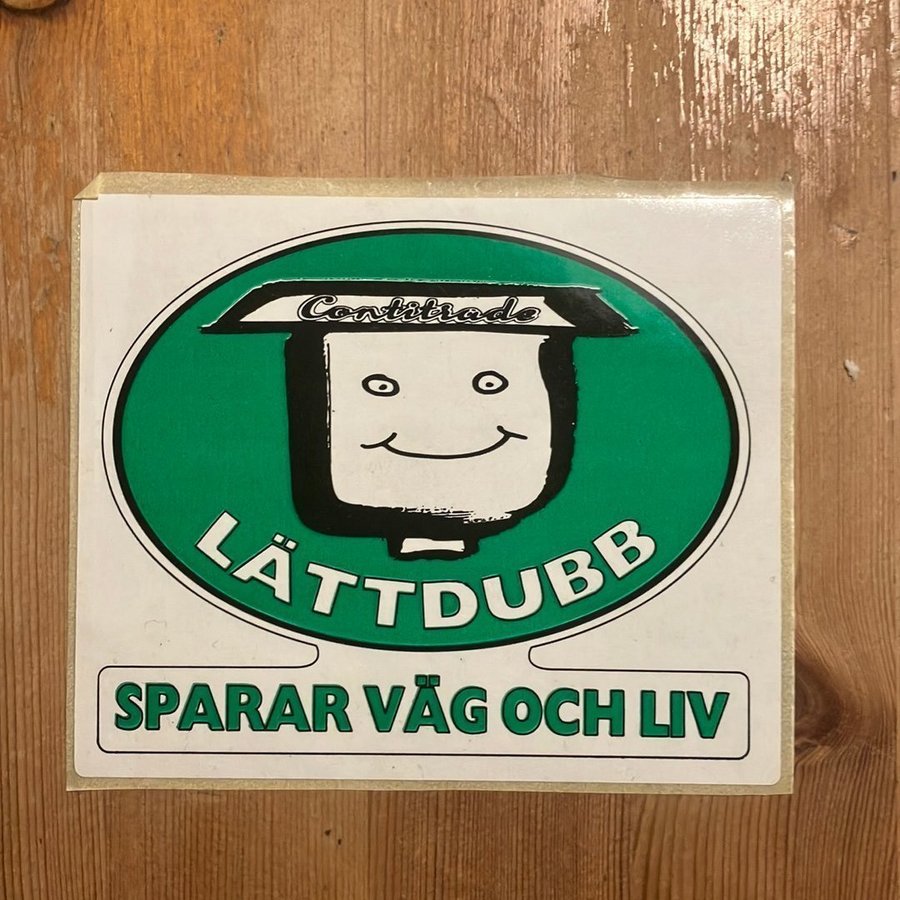 Contitrade
LÄTTDUBB
SPARAR VÄG OCH LIV